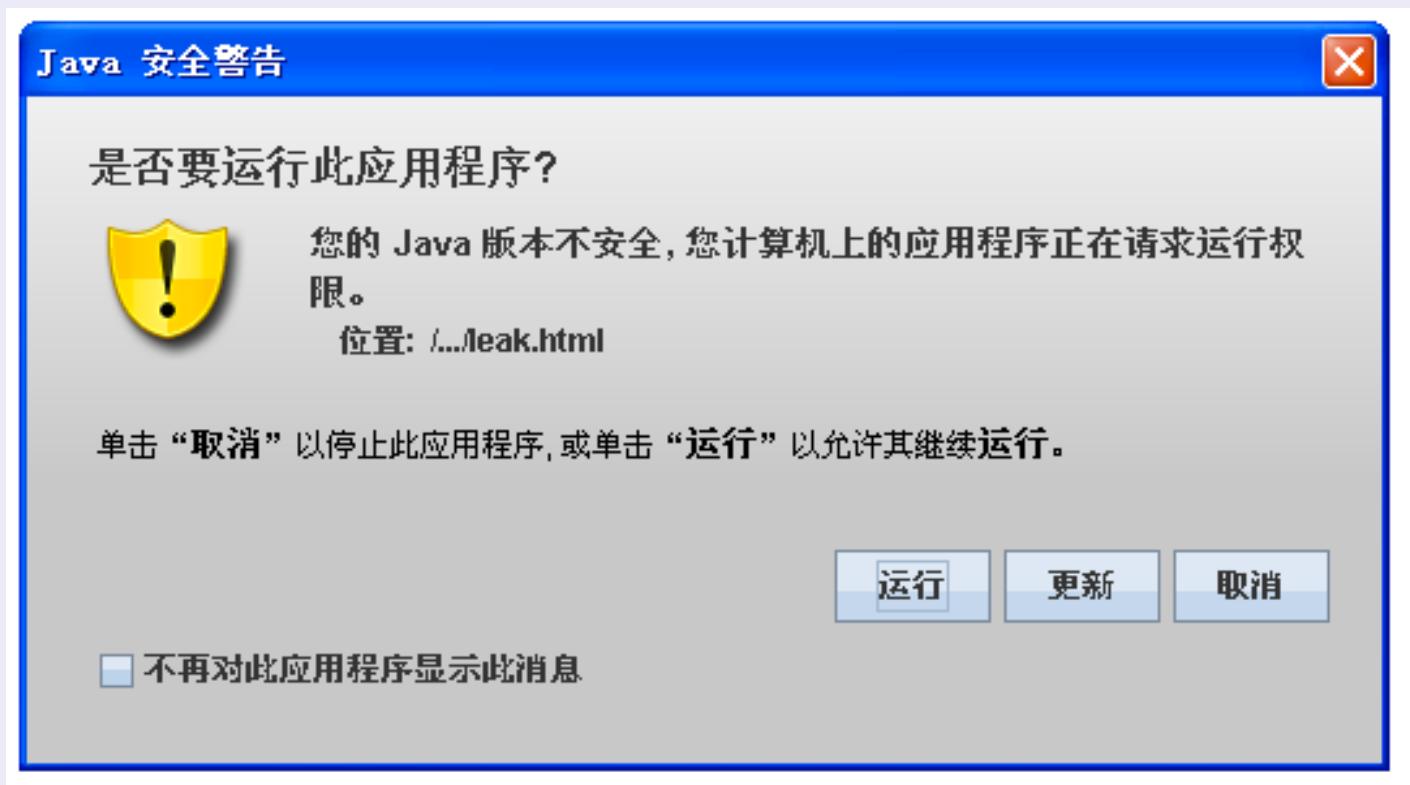 Java 安全警告
是否要运行此应用程序?
您的 Java 版本不安全, 您计算机上的应用程序正在请求运行权
限。
位置: /.../leak.html
单击 “取消” 以停止此应用程序, 或单击 “运行” 以允许其继续运行。
运行 更新 取消
不再对此应用程序显示此消息